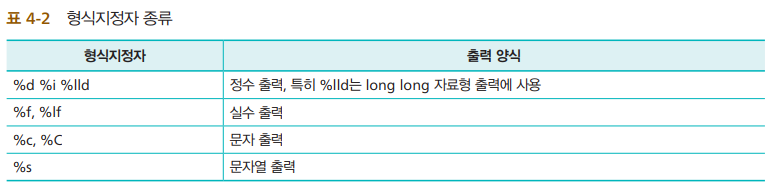 표 4-2 형식지정자 종류
형식지정자 출력 양식
%d %i %lld 정수 출력, 특히 %lld는 long long 자료형 출력에 사용
%f, %lf 실수 출력
%c, %C 문자 출력
%s 문자열 출력